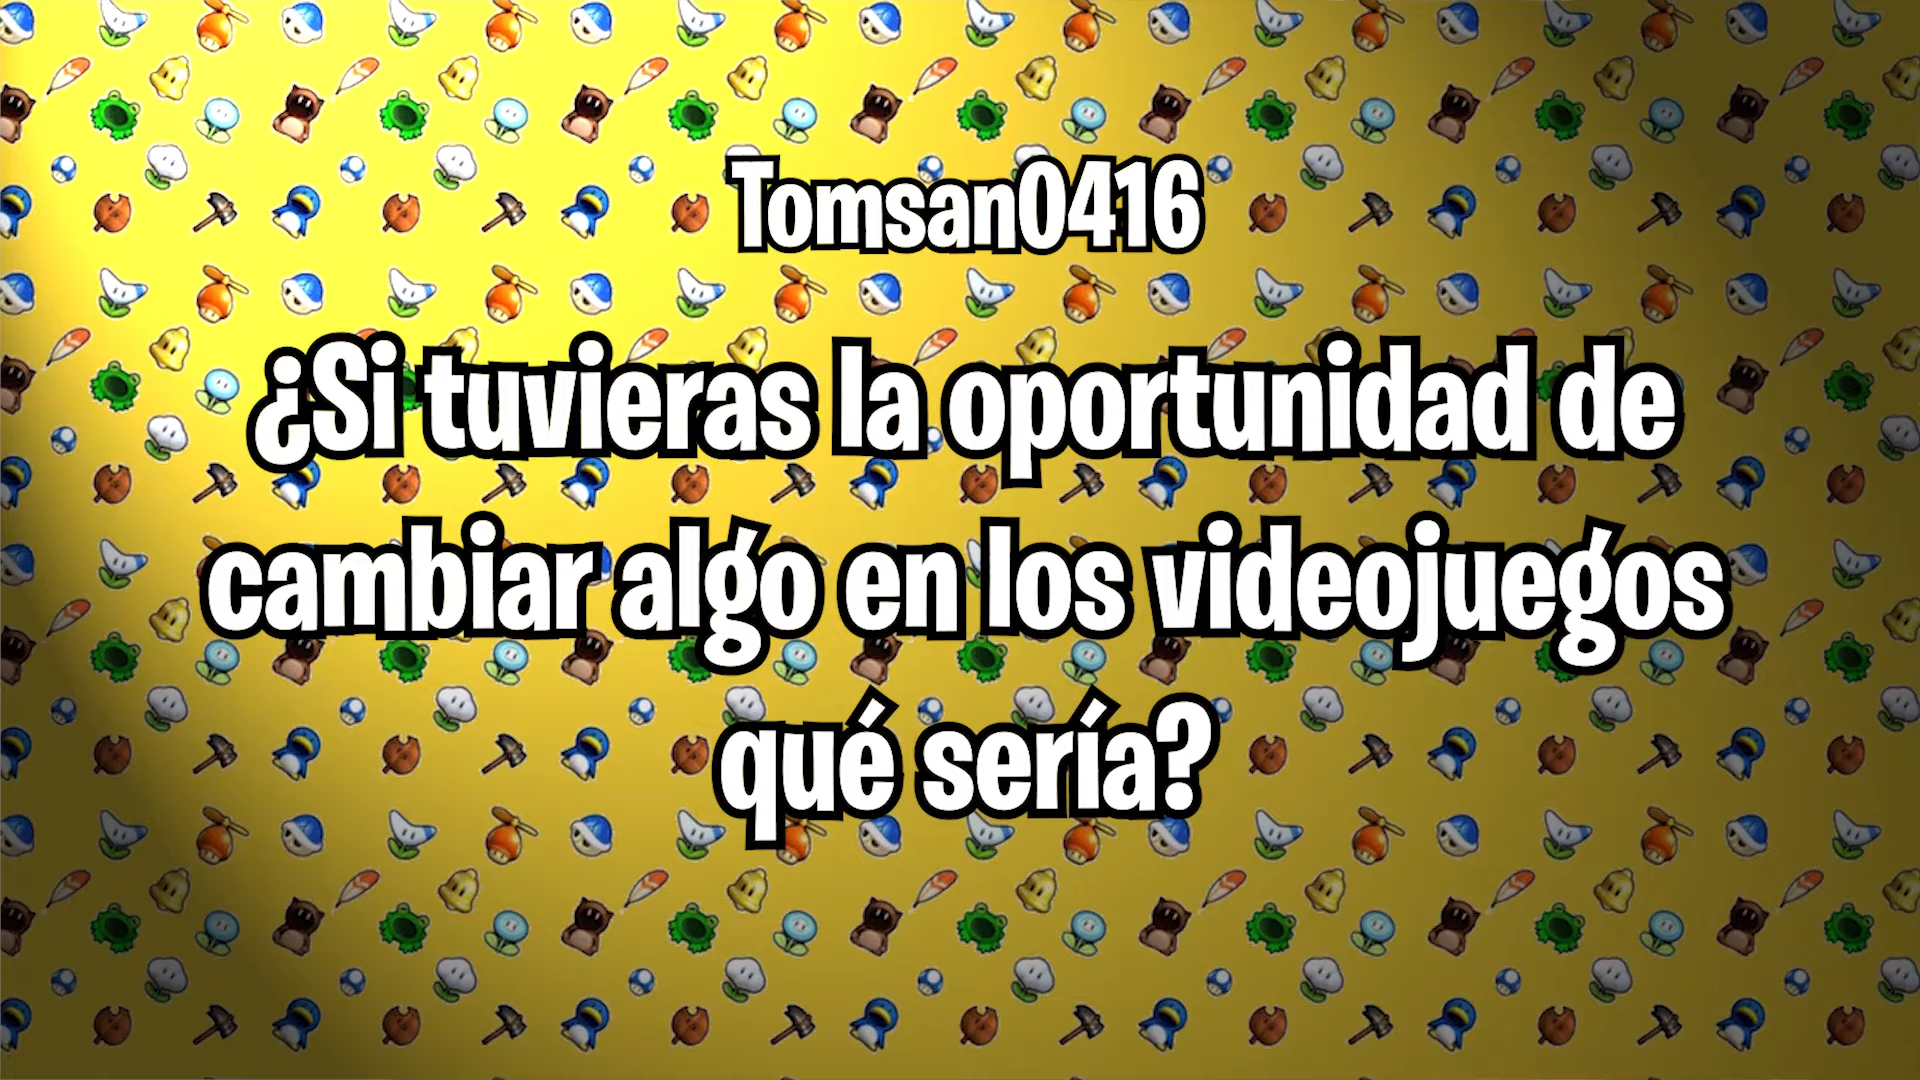 Tomsan0416
¿Si tuvieras la oportunidad de
cambiar algo en los videojuegos
qué sería?